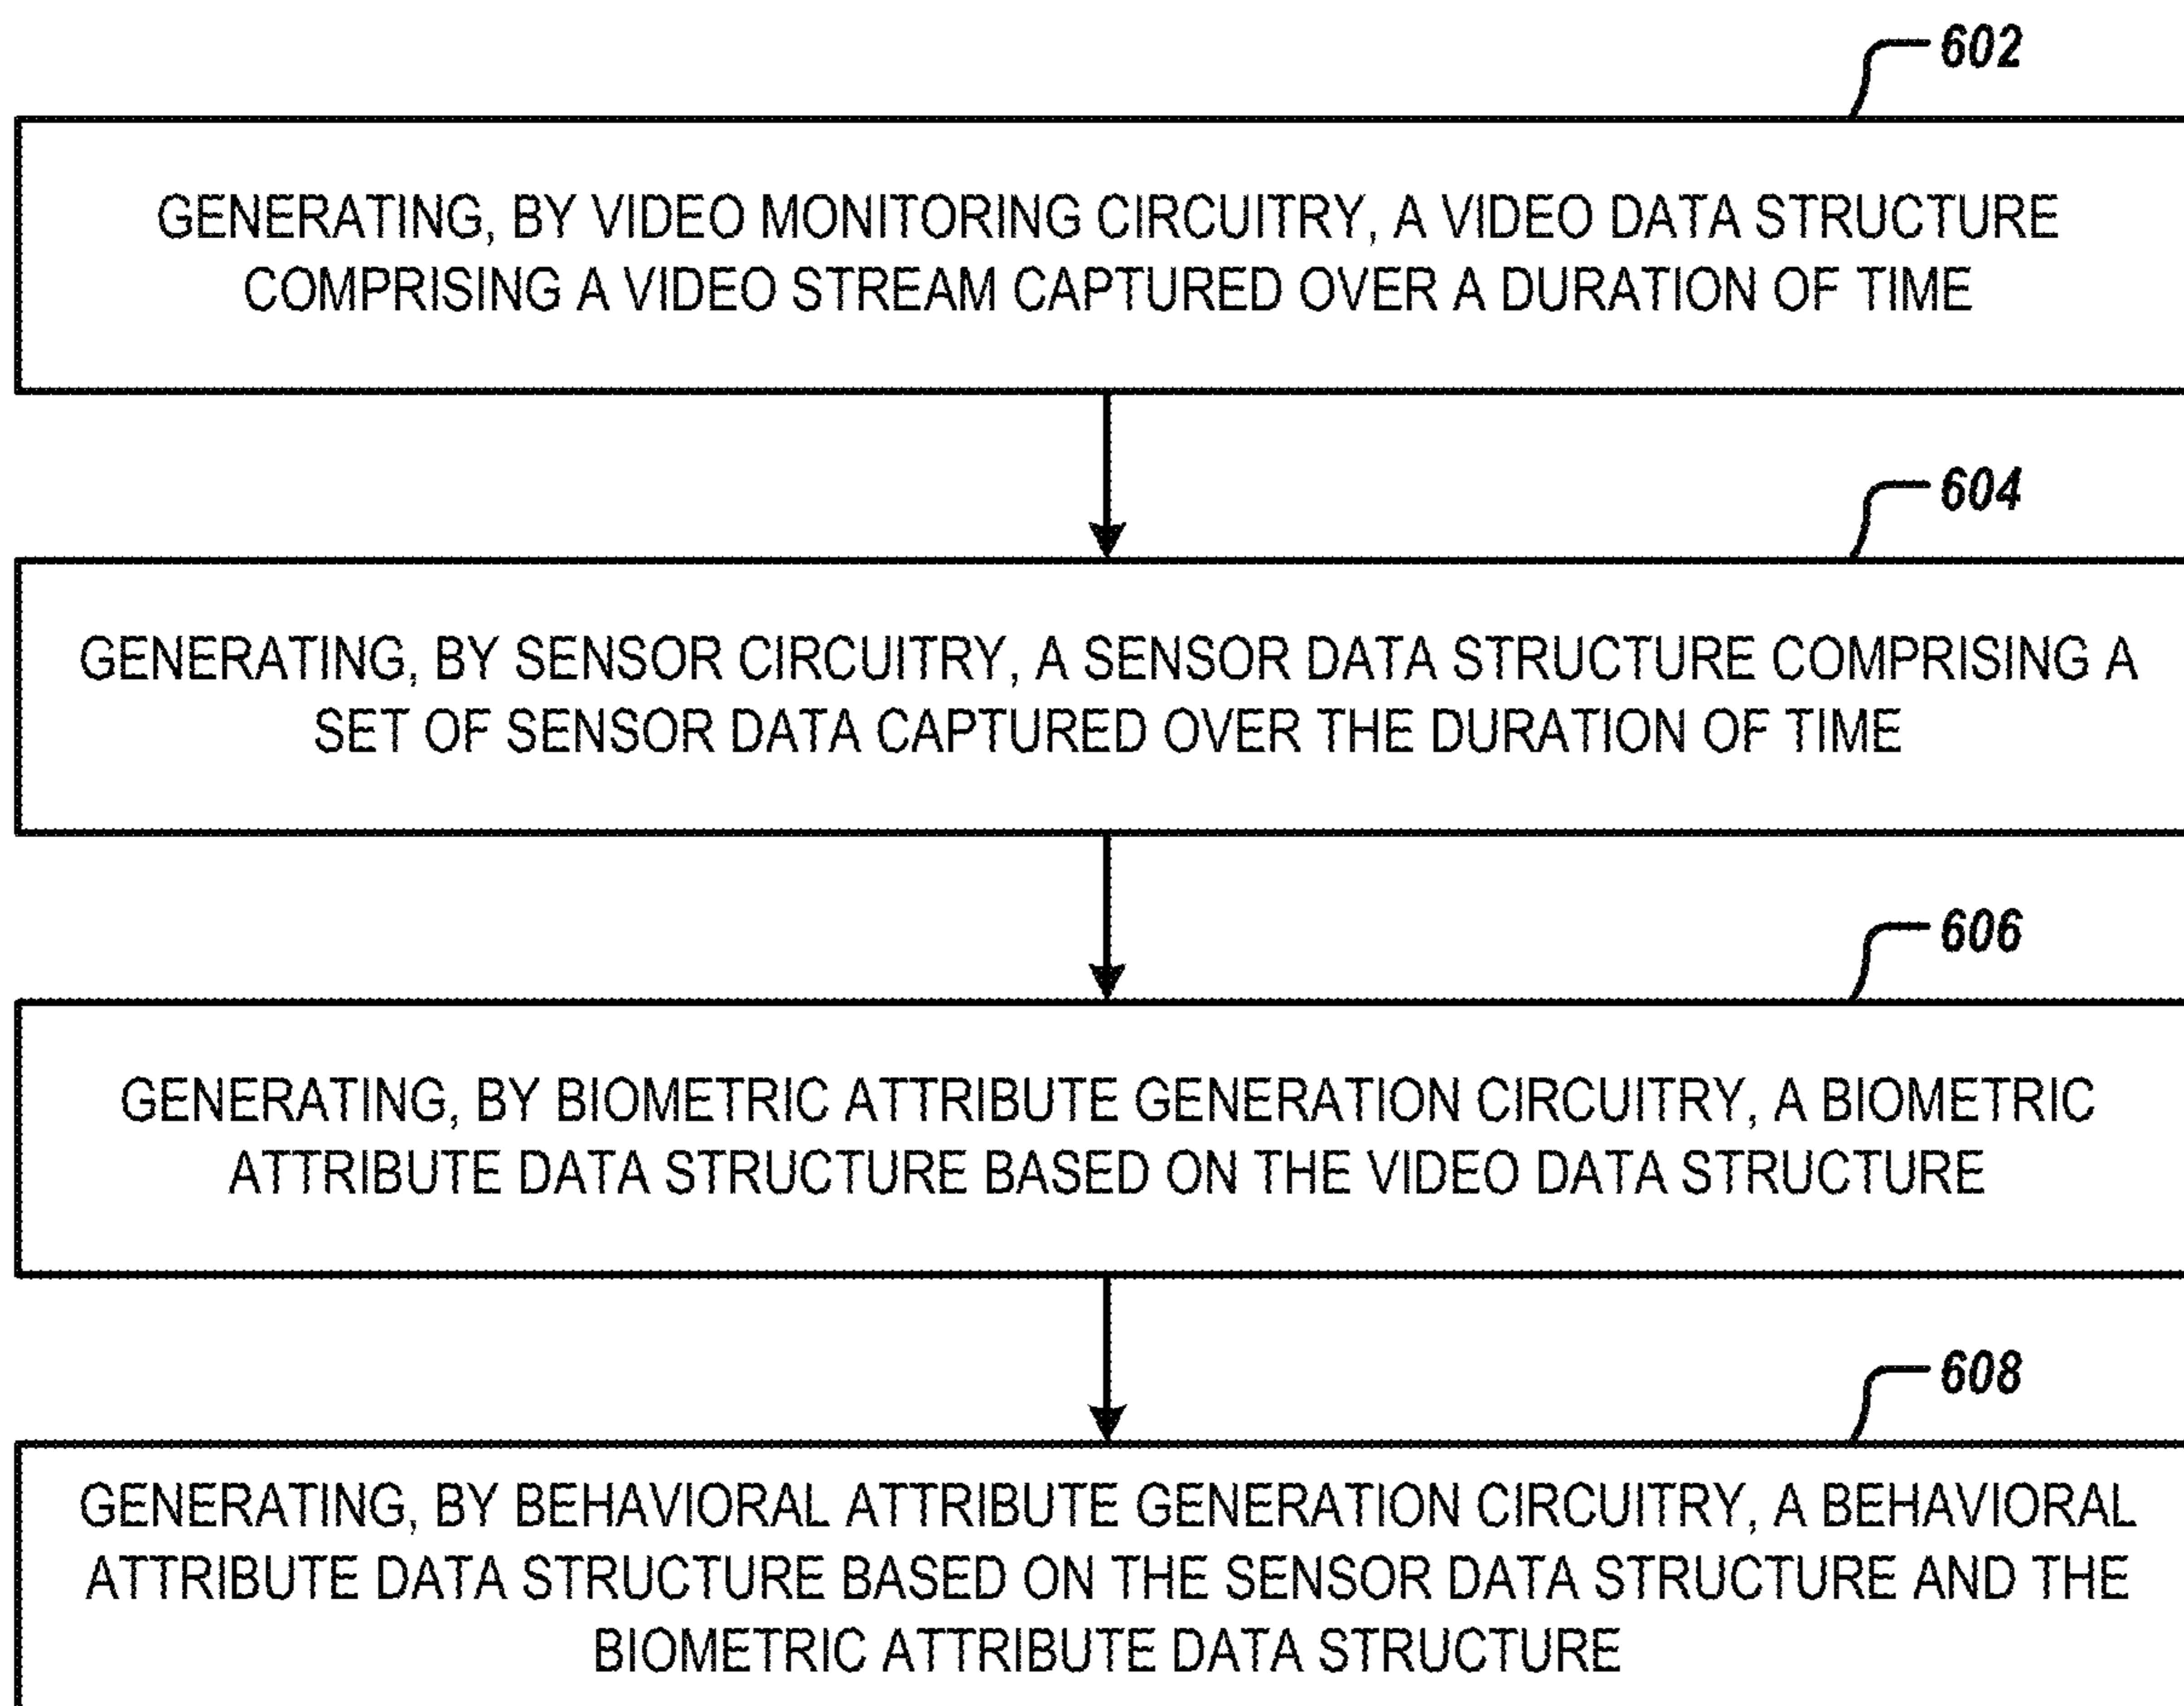 602
GENERATING, BY VIDEO MONITORING CIRCUITRY, A VIDEO DATA STRUCTURE
COMPRISING A VIDEO STREAM CAPTURED OVER A DURATION OF TIME
604
GENERATING, BY SENSOR CIRCUITRY, A SENSOR DATA STRUCTURE COMPRISING A
SET OF SENSOR DATA CAPTURED OVER THE DURATION OF TIME
606
GENERATING, BY BIOMETRIC ATTRIBUTE GENERATION CIRCUITRY, A BIOMETRIC
ATTRIBUTE DATA STRUCTURE BASED ON THE VIDEO DATA STRUCTURE
608
GENERATING, BY BEHAVIORAL ATTRIBUTE GENERATION CIRCUITRY, A BEHAVIORAL
ATTRIBUTE DATA STRUCTURE BASED ON THE SENSOR DATA STRUCTURE AND THE
BIOMETRIC ATTRIBUTE DATA STRUCTURE